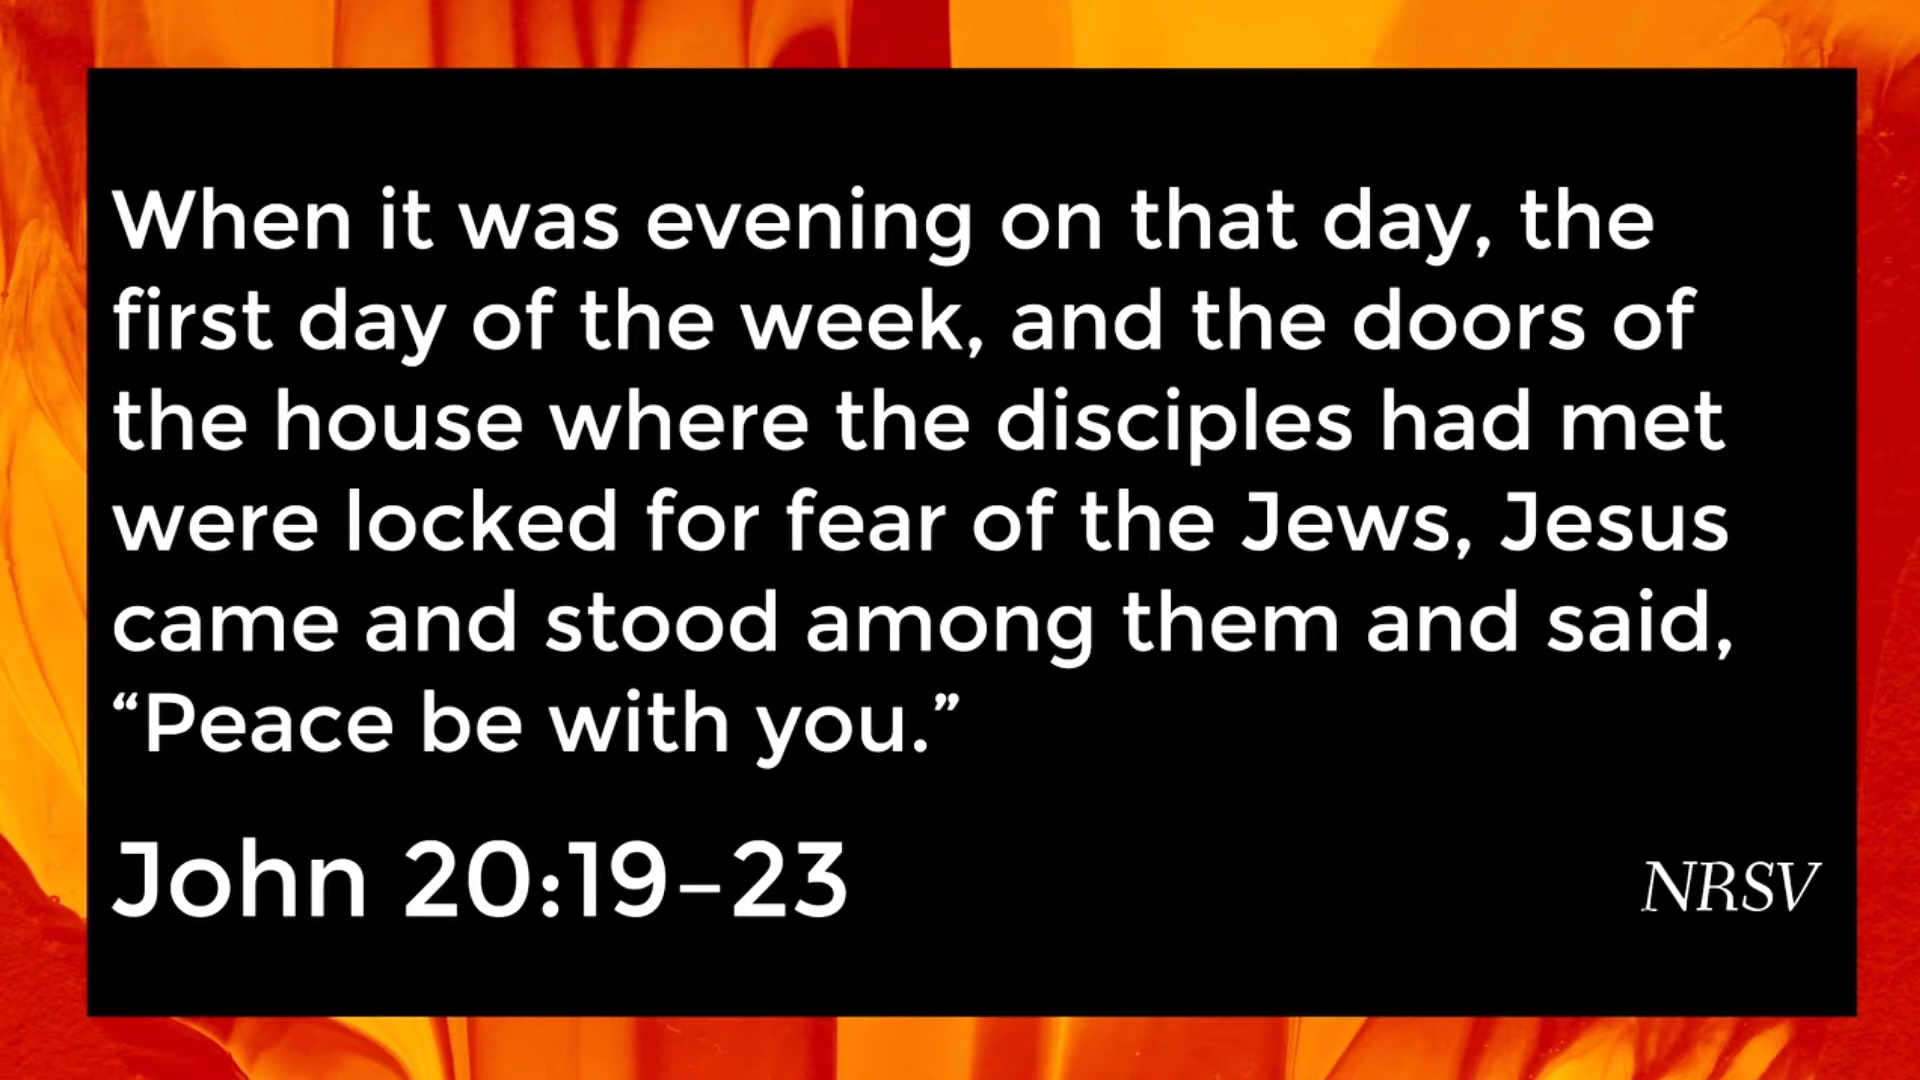 When it was evening on that day, the
first day of the week, and the doors of
the house where the disciples had met
were locked for fear of the Jews, Jesus
came and stood among them and said,
“Peace be with you.”
John 20:19–23
NRSV